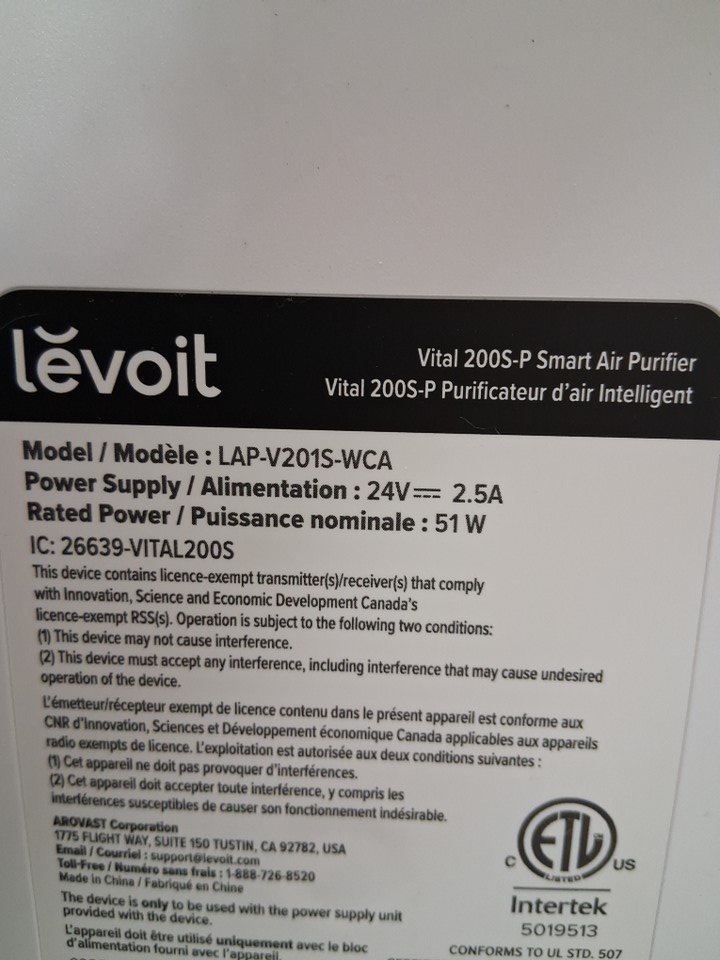 lĕvoit
Vital 200S-P Smart Air Purifier
Vital 200S-P Purificateur d'air Intelligent
Model / Modèle : LAP-V201S-WCA
Power Supply / Alimentation : 24V⎓ 2.5A
Rated Power / Puissance nominale : 51 W
IC: 26639-VITAL200S
This device contains licence-exempt transmitter(s)/receiver(s) that comply
with Innovation, Science and Economic Development Canada's
licence-exempt RSS(s). Operation is subject to the following two conditions:
(1) This device may not cause interference.
(2) This device must accept any interference, including interference that may cause undesired
operation of the device.
L'émetteur/récepteur exempt de licence contenu dans le présent appareil est conforme aux
CNR d'Innovation, Sciences et Développement économique Canada applicables aux appareils
radio exempts de licence. L'exploitation est autorisée aux deux conditions suivantes :
(1) Cet appareil ne doit pas provoquer d'interférences.
(2) Cet appareil doit accepter toute interférence, y compris les
interférences susceptibles de causer son fonctionnement indésirable.
AROVAST Corporation
1775 FLIGHT WAY, SUITE 150 TUSTIN, CA 92782, USA
Email / Courriel : support@levoit.com
Toll-Free / Numéro sans frais : 1-888-726-8520
Made in China / Fabriqué en Chine
The device is only to be used with the power supply unit
provided with the device.
L'appareil doit être utilisé uniquement avec le bloc
d'alimentation fourni avec l'appareil.
ETL
LISTED
C US
Intertek
5019513
CONFORMS TO UL STD. 507